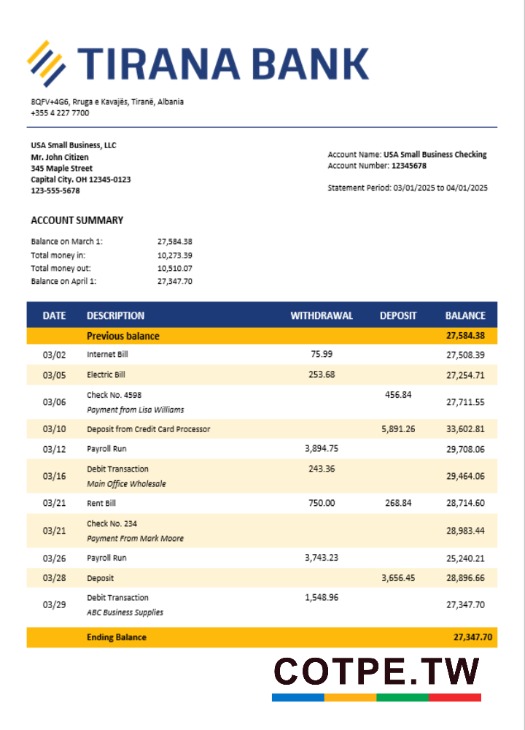 TIRANA BANK
8QFV+4G6, Rruga e Kavajës, Tiranë, Albania
+355 4 227 7700
USA Small Business, LLC
Mr. John Citizen
345 Maple Street
Capital City. OH 12345-0123
123-555-5678
Account Name: USA Small Business Checking
Account Number: 12345678
Statement Period: 03/01/2025 to 04/01/2025
ACCOUNT SUMMARY
Balance on March 1: 27,584.38
Total money in: 10,273.39
Total money out: 10,510.07
Balance on April 1: 27,347.70
DATE DESCRIPTION WITHDRAWAL DEPOSIT BALANCE
Previous balance 27,584.38
03/02 Internet Bill 75.99 27,508.39
03/05 Electric Bill 253.68 27,254.71
03/06 Check No. 4598 456.84 27,711.55
Payment from Lisa Williams
03/10 Deposit from Credit Card Processor 5,891.26 33,602.81
03/12 Payroll Run 3,894.75 29,708.06
03/16 Debit Transaction 243.36 29,464.06
Main Office Wholesale
03/21 Rent Bill 750.00 268.84 28,714.60
03/21 Check No. 234 28,983.44
Payment From Mark Moore
03/26 Payroll Run 3,743.23 25,240.21
03/28 Deposit 3,656.45 28,896.66
03/29 Debit Transaction 1,548.96 27,347.70
ABC Business Supplies
Ending Balance 27,347.70
COTPE.TW